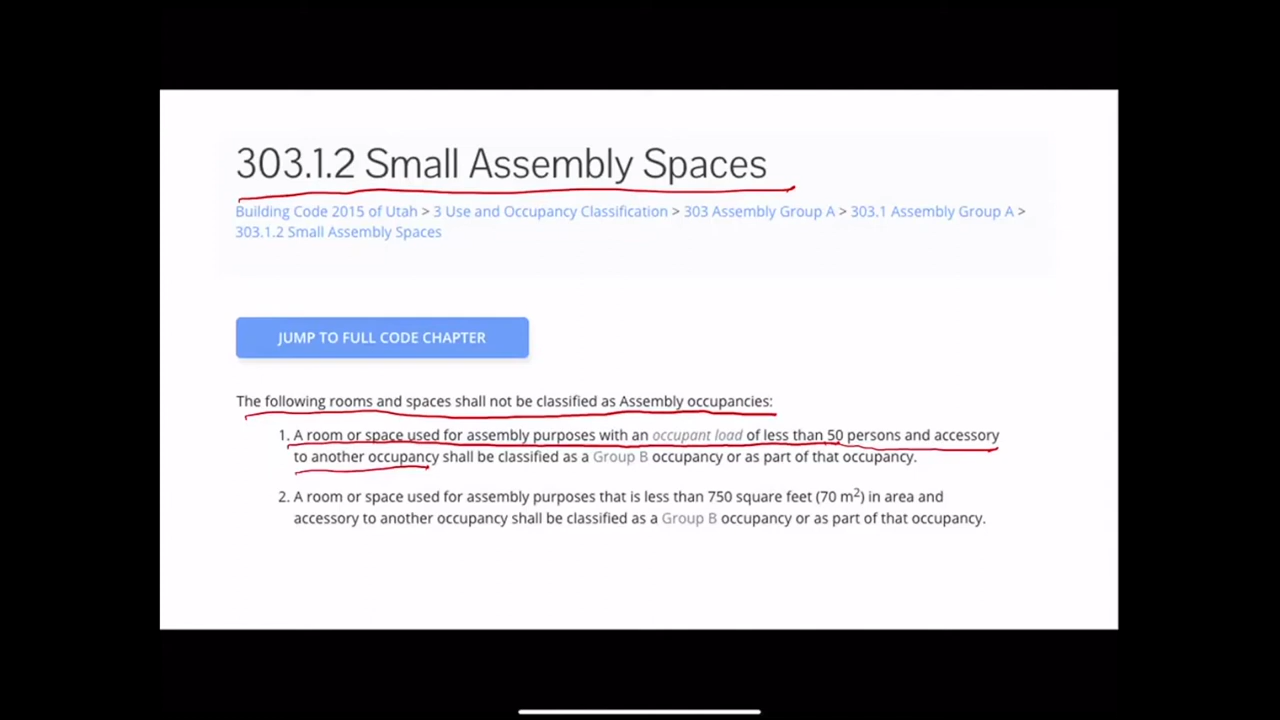 303.1.2 Small Assembly Spaces
Building Code 2015 of Utah > 3 Use and Occupancy Classification > 303 Assembly Group A > 303.1 Assembly Group A >
303.1.2 Small Assembly Spaces
JUMP TO FULL CODE CHAPTER
The following rooms and spaces shall not be classified as Assembly occupancies:
1. A room or space used for assembly purposes with an occupant load of less than 50 persons and accessory
to another occupancy shall be classified as a Group B occupancy or as part of that occupancy.
2. A room or space used for assembly purposes that is less than 750 square feet (70 m²) in area and
accessory to another occupancy shall be classified as a Group B occupancy or as part of that occupancy.